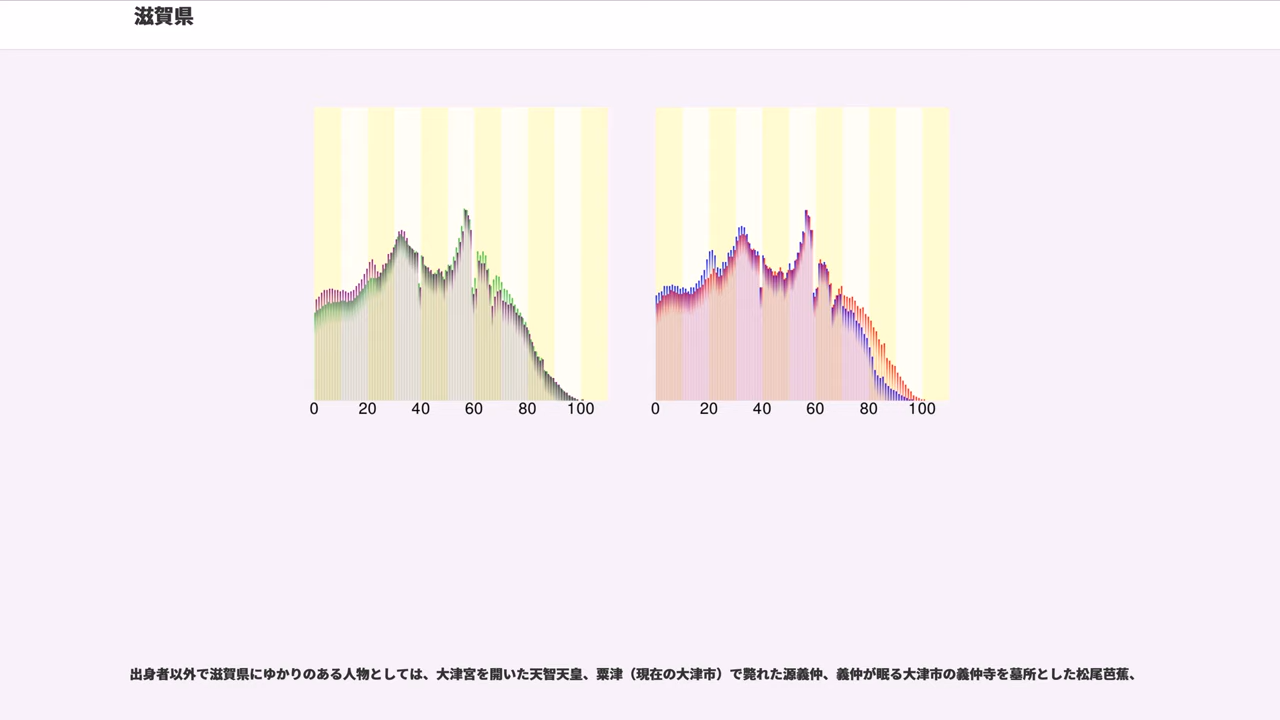 滋賀県
0 20 40 60 80 100
0 20 40 60 80 100
出身者以外で滋賀県にゆかりのある人物としては、大津宮を開いた天智天皇、粟津（現在の大津市）で斃れた源義仲、義仲が眠る大津市の義仲寺を墓所とした松尾芭蕉、